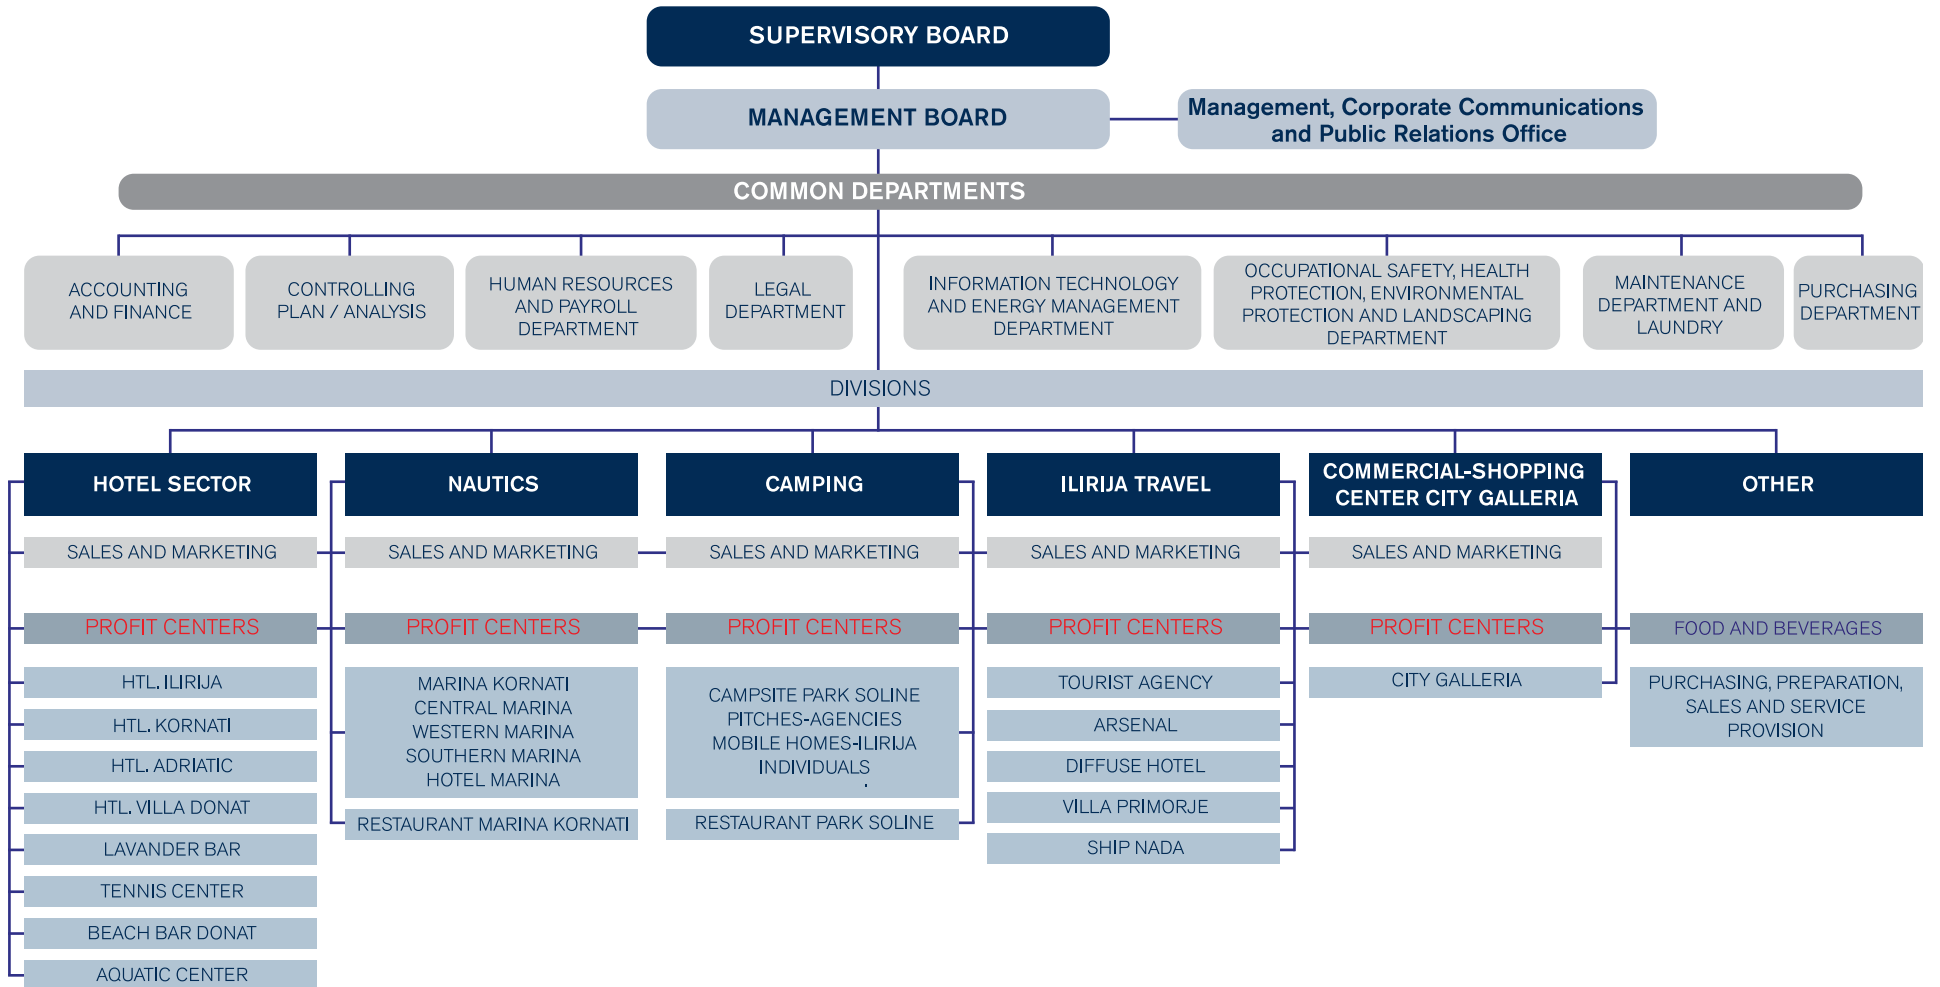 SUPERVISORY BOARD
MANAGEMENT BOARD
Management, Corporate Communications
and Public Relations Office
COMMON DEPARTMENTS
ACCOUNTING
AND FINANCE
CONTROLLING
PLAN / ANALYSIS
HUMAN RESOURCES
AND PAYROLL
DEPARTMENT
LEGAL
DEPARTMENT
INFORMATION TECHNOLOGY
AND ENERGY MANAGEMENT
DEPARTMENT
OCCUPATIONAL SAFETY, HEALTH
PROTECTION, ENVIRONMENTAL
PROTECTION AND LANDSCAPING
DEPARTMENT
MAINTENANCE
DEPARTMENT AND
LAUNDRY
PURCHASING
DEPARTMENT
DIVISIONS
HOTEL SECTOR
SALES AND MARKETING
PROFIT CENTERS
HTL. ILIRIJA
HTL. KORNATI
HTL. ADRIATIC
HTL. VILLA DONAT
LAVANDER BAR
TENNIS CENTER
BEACH BAR DONAT
AQUATIC CENTER
NAUTICS
SALES AND MARKETING
PROFIT CENTERS
MARINA KORNATI
CENTRAL MARINA
WESTERN MARINA
SOUTHERN MARINA
HOTEL MARINA
RESTAURANT MARINA KORNATI
CAMPING
SALES AND MARKETING
PROFIT CENTERS
CAMPSITE PARK SOLINE
PITCHES-AGENCIES
MOBILE HOMES-ILIRIJA
INDIVIDUALS
.
RESTAURANT PARK SOLINE
ILIRIJA TRAVEL
SALES AND MARKETING
PROFIT CENTERS
TOURIST AGENCY
ARSENAL
DIFFUSE HOTEL
VILLA PRIMORJE
SHIP NADA
COMMERCIAL-SHOPPING
CENTER CITY GALLERIA
SALES AND MARKETING
PROFIT CENTERS
CITY GALLERIA
OTHER
FOOD AND BEVERAGES
PURCHASING, PREPARATION,
SALES AND SERVICE
PROVISION